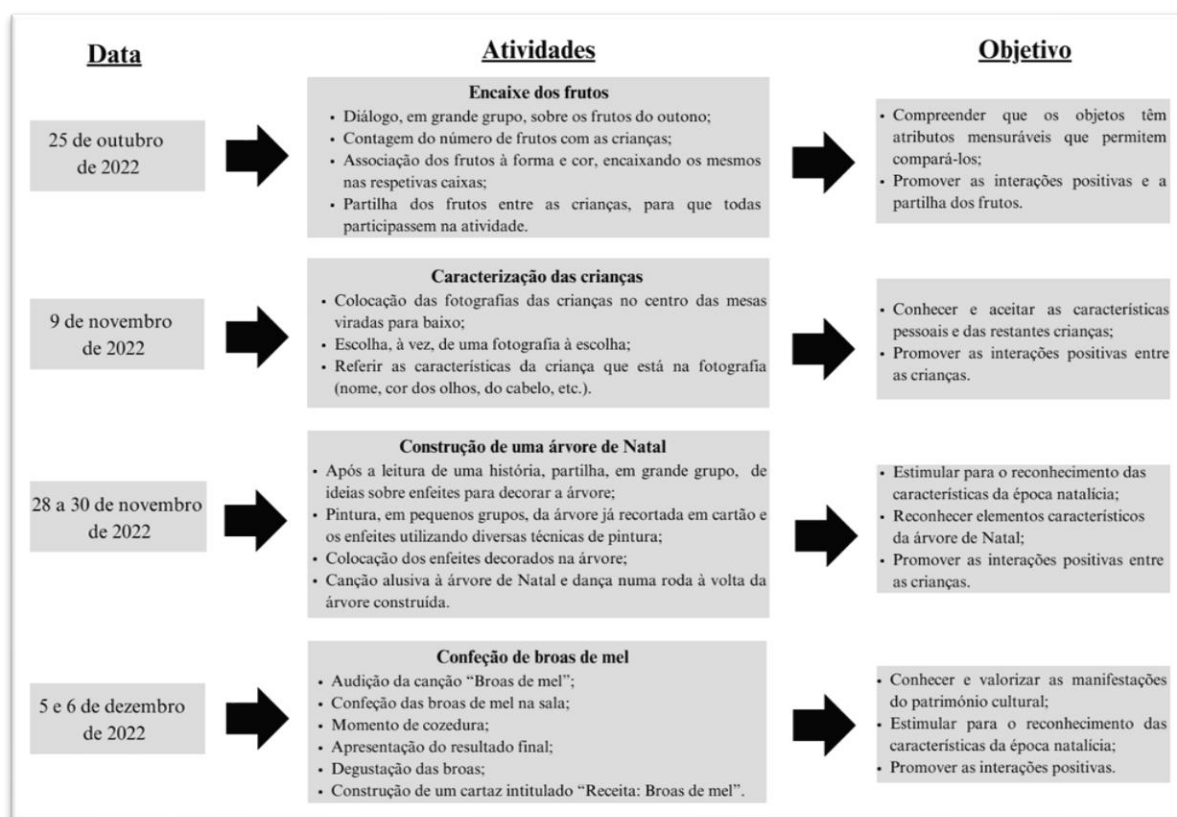 Data
Atividades
Objetivo
25 de outubro
de 2022
Encaixe dos frutos
• Diálogo, em grande grupo, sobre os frutos do outono;
• Contagem do número de frutos com as crianças;
• Associação dos frutos à forma e cor, encaixando os mesmos
nas respetivas caixas;
• Partilha dos frutos entre as crianças, para que todas
participassem na atividade.
• Compreender que os objetos têm
atributos mensuráveis que permitem
compará-los;
• Promover as interações positivas e a
partilha dos frutos.
9 de novembro
de 2022
Caracterização das crianças
• Colocação das fotografias das crianças no centro das mesas
viradas para baixo;
• Escolha, à vez, de uma fotografia à escolha;
• Referir as características da criança que está na fotografia
(nome, cor dos olhos, do cabelo, etc.).
• Conhecer e aceitar as características
pessoais e das restantes crianças;
• Promover as interações positivas entre
as crianças.
28 a 30 de novembro
de 2022
Construção de uma árvore de Natal
• Após a leitura de uma história, partilha, em grande grupo, de
ideias sobre enfeites para decorar a árvore;
• Pintura, em pequenos grupos, da árvore já recortada em cartão e
os enfeites utilizando diversas técnicas de pintura;
• Colocação dos enfeites decorados na árvore;
• Canção alusiva à árvore de Natal e dança numa roda à volta da
árvore construída.
• Estimular para o reconhecimento das
características da época natalícia;
• Reconhecer elementos característicos
da árvore de Natal;
• Promover as interações positivas entre
as crianças.
5 e 6 de dezembro
de 2022
Confeção de broas de mel
• Audição da canção “Broas de mel”;
• Confeção das broas de mel na sala;
• Momento de cozedura;
• Apresentação do resultado final;
• Degustação das broas;
• Construção de um cartaz intitulado “Receita: Broas de mel”.
• Conhecer e valorizar as manifestações
do património cultural;
• Estimular para o reconhecimento das
características da época natalícia;
• Promover as interações positivas.